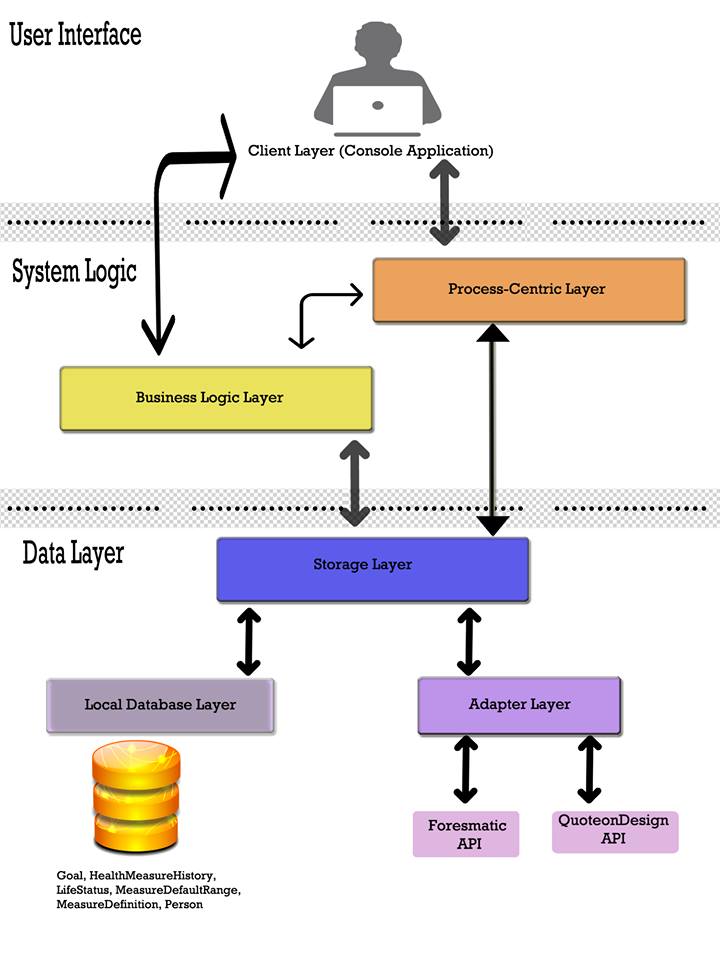 User Interface
Client Layer (Console Application)
System Logic
Process-Centric Layer
Business Logic Layer
Data Layer
Storage Layer
Local Database Layer
Adapter Layer
Foresmatic
API
QuoteonDesign
API
Goal, HealthMeasureHistory,
LifeStatus, MeasureDefaultRange,
MeasureDefinition, Person